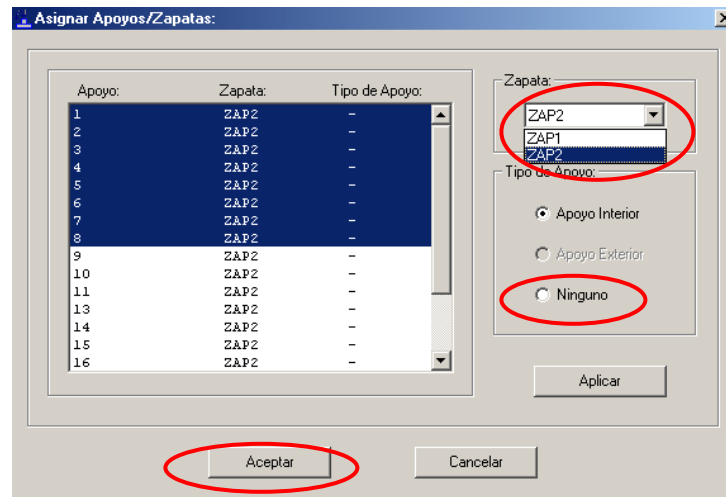 Asignar Apoyos/Zapatas:
Apoyo: Zapata: Tipo de Apoyo:
1 ZAP2 -
2 ZAP2 -
3 ZAP2 -
4 ZAP2 -
5 ZAP2 -
6 ZAP2 -
7 ZAP2 -
8 ZAP2 -
9 ZAP2 -
10 ZAP2 -
11 ZAP2 -
13 ZAP2 -
14 ZAP2 -
15 ZAP2 -
16 ZAP2 -
Zapata:
ZAP2
ZAP1
ZAP2
Tipo de Apoyo:
Apoyo Interior
Apoyo Exterior
Ninguno
Aplicar
Aceptar Cancelar